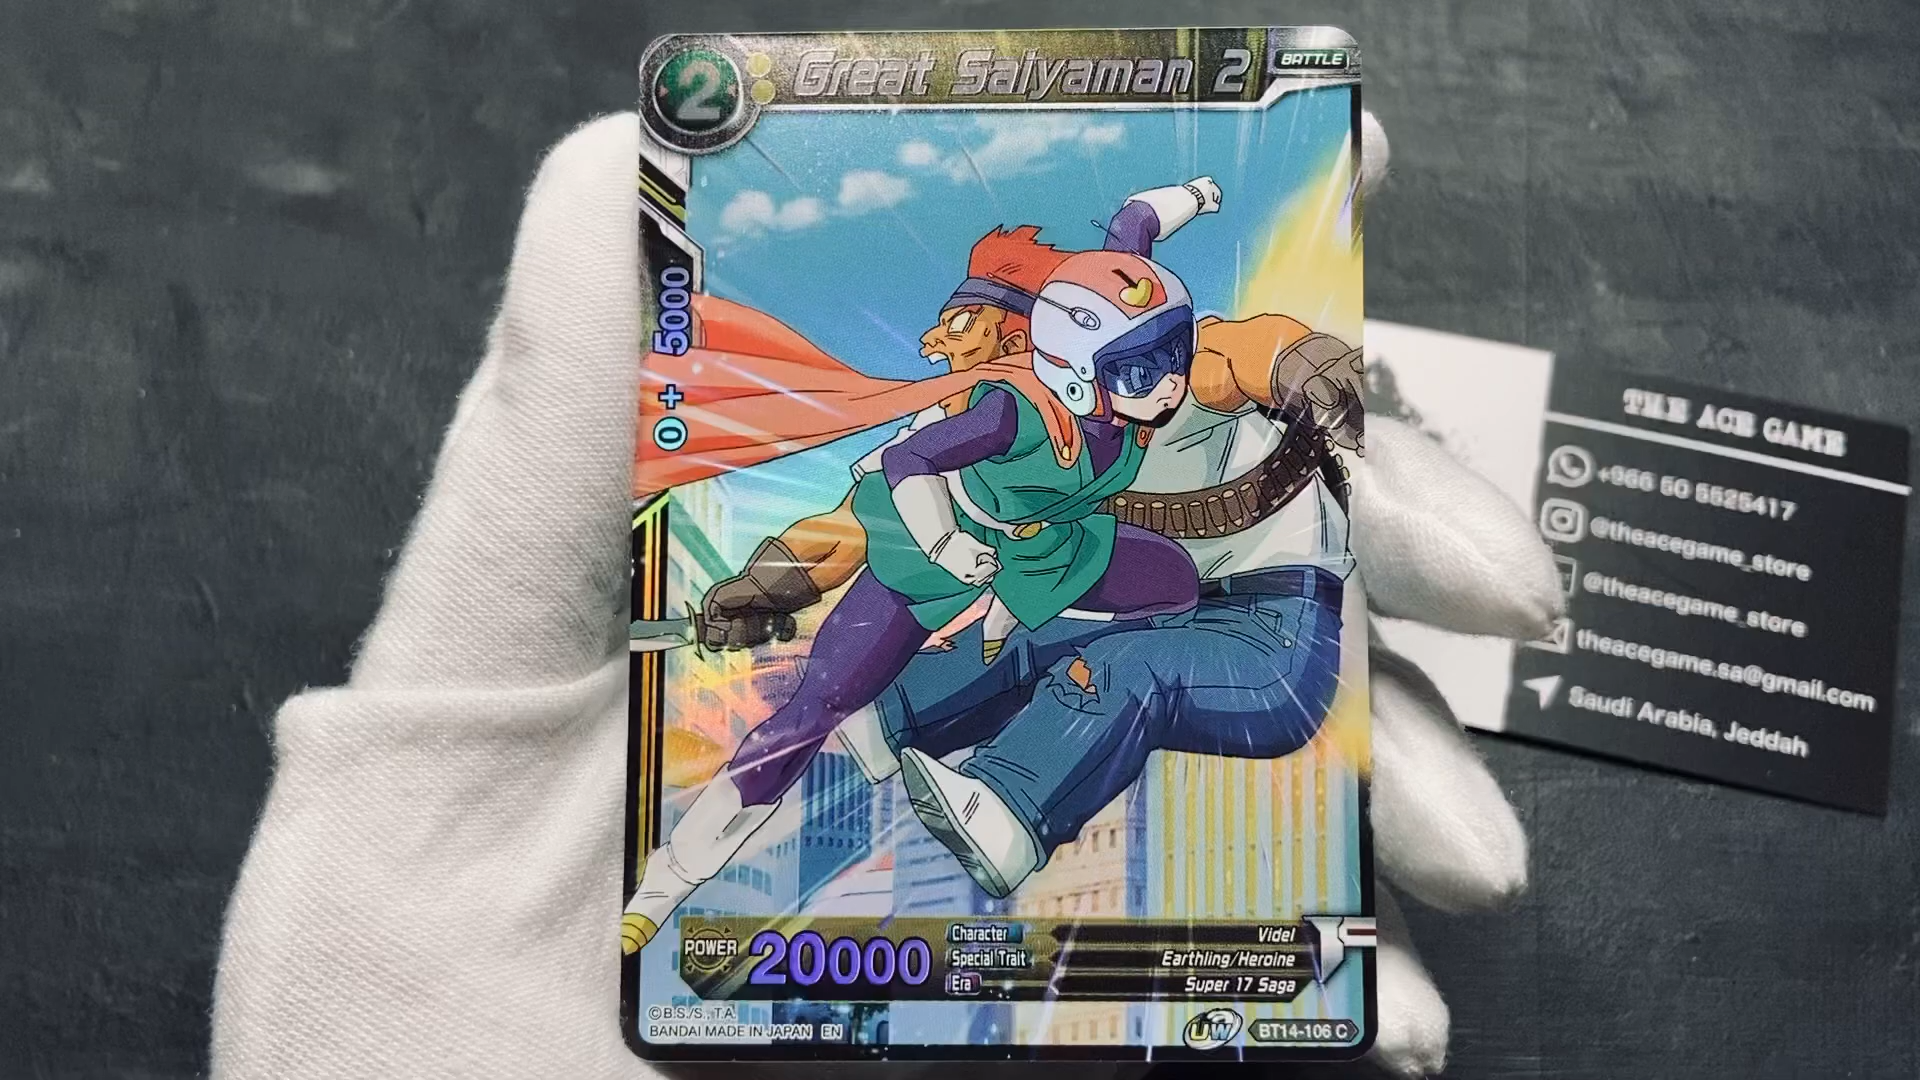 2
Great Saiyaman 2
BATTLE
0 + 5000
POWER
20000
Character
Videl
Special Trait
Earthling/Heroine
Era
Super 17 Saga
©B.S./S., T.A.
BANDAI MADE IN JAPAN EN
UW
BT14-106 C
THE ACE GAME
+966 50 5525417
@theacegame_store
@theacegame_store
theacegame.sa@gmail.com
Saudi Arabia, Jeddah